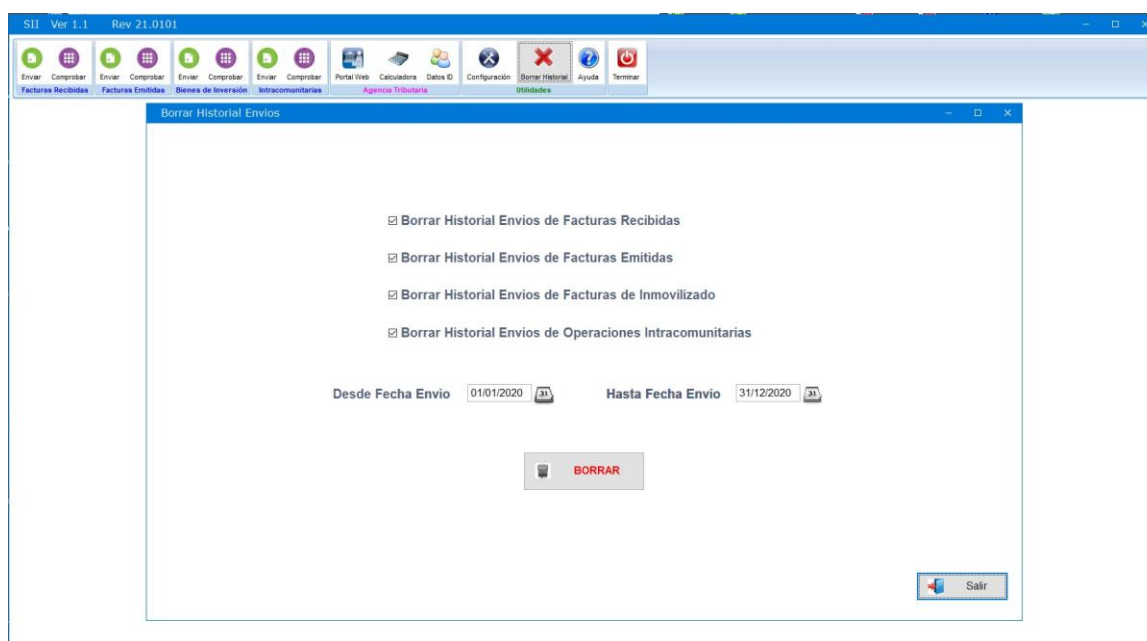 SII Ver 1.1 Rev 21.0101
Enviar Comprobar Enviar Comprobar Enviar Comprobar Enviar Comprobar Portal Web Calculadora Datos ID Configuración Borrar Historial Ayuda Terminar
Facturas Recibidas Facturas Emitidas Bienes de Inversión Intracomunitarias Agencia Tributaria Utilidades
Borrar Historial Envios
Borrar Historial Envios de Facturas Recibidas
Borrar Historial Envios de Facturas Emitidas
Borrar Historial Envios de Facturas de Inmovilizado
Borrar Historial Envios de Operaciones Intracomunitarias
Desde Fecha Envio 01/01/2020 31 Hasta Fecha Envio 31/12/2020 31
BORRAR
Salir